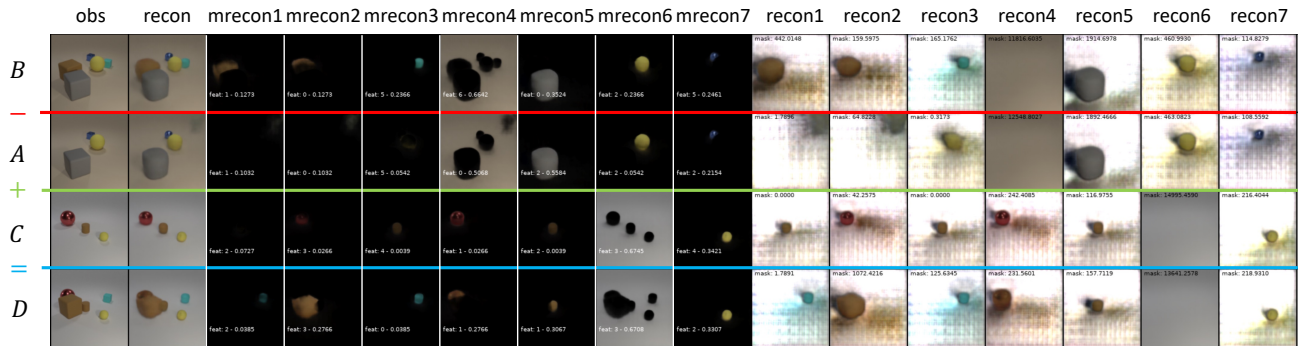 obs recon mrecon1 mrecon2 mrecon3 mrecon4 mrecon5 mrecon6 mrecon7 recon1 recon2 recon3 recon4 recon5 recon6 recon7
B
feat: 1 - 0.1273 feat: 0 - 0.1273 feat: 5 - 0.2366 feat: 6 - 0.6642 feat: 0 - 0.3524 feat: 2 - 0.2366 feat: 5 - 0.2461
mask: 442.0148 mask: 159.5975 mask: 165.1762 mask: 11816.6035 mask: 1914.6978 mask: 460.9930 mask: 114.8279
−
A
feat: 1 - 0.1032 feat: 0 - 0.1032 feat: 5 - 0.0542 feat: 0 - 0.5068 feat: 2 - 0.5584 feat: 2 - 0.0542 feat: 2 - 0.2154
mask: 1.7896 mask: 64.8228 mask: 0.3173 mask: 12548.8027 mask: 1892.4666 mask: 463.0823 mask: 108.5592
+
C
feat: 2 - 0.0727 feat: 3 - 0.0266 feat: 4 - 0.0039 feat: 1 - 0.0266 feat: 2 - 0.0039 feat: 3 - 0.6745 feat: 4 - 0.3421
mask: 0.0000 mask: 42.2575 mask: 0.0000 mask: 242.4085 mask: 116.9755 mask: 14995.4590 mask: 216.4044
=
D
feat: 2 - 0.0385 feat: 3 - 0.2766 feat: 0 - 0.0385 feat: 1 - 0.2766 feat: 1 - 0.3067 feat: 3 - 0.6708 feat: 2 - 0.3307
mask: 1.7891 mask: 1072.4216 mask: 125.6345 mask: 231.5601 mask: 157.7119 mask: 13641.2578 mask: 218.9310